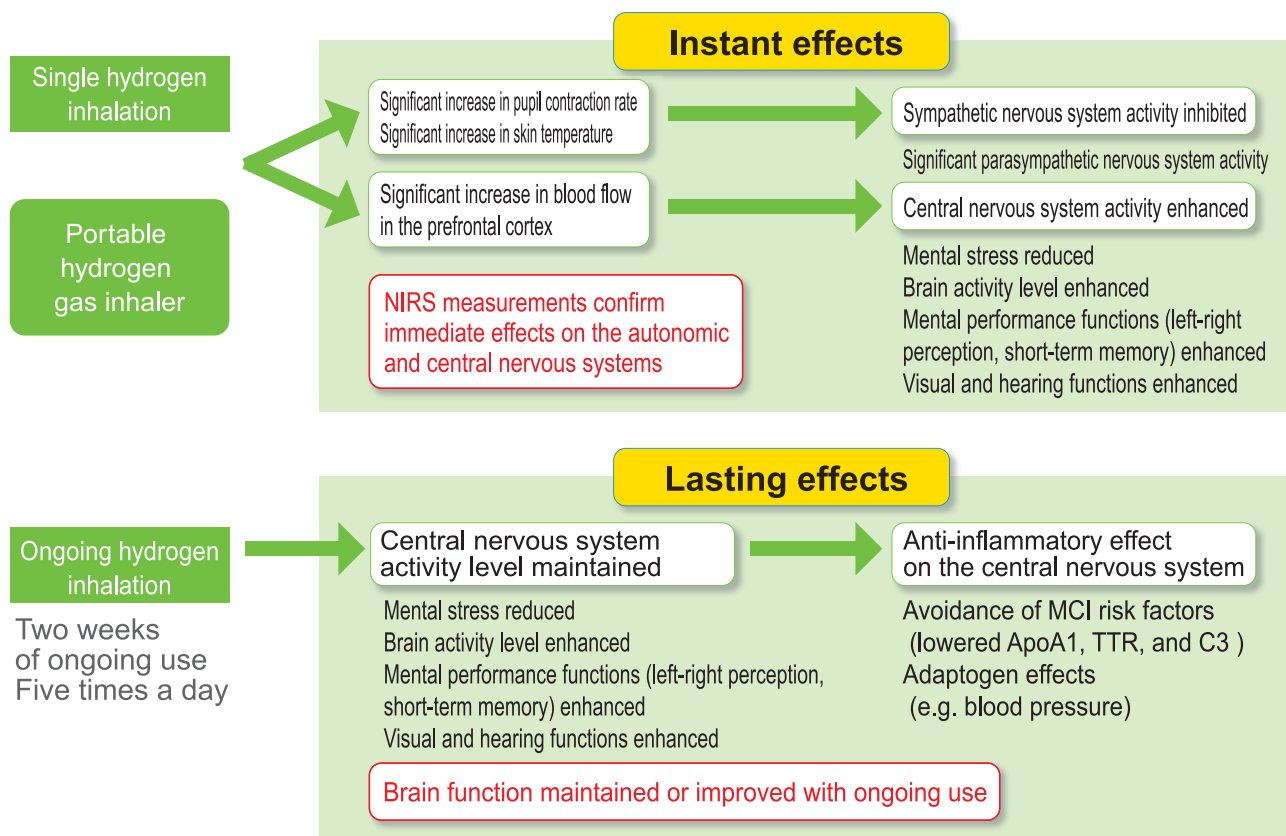 Instant effects
Single hydrogen
inhalation
Portable
hydrogen
gas inhaler
Significant increase in pupil contraction rate
Significant increase in skin temperature
Significant increase in blood flow
in the prefrontal cortex
NIRS measurements confirm
immediate effects on the autonomic
and central nervous systems
Sympathetic nervous system activity inhibited
Significant parasympathetic nervous system activity
Central nervous system activity enhanced
Mental stress reduced
Brain activity level enhanced
Mental performance functions (left-right
perception, short-term memory) enhanced
Visual and hearing functions enhanced
Lasting effects
Ongoing hydrogen
inhalation
Two weeks
of ongoing use
Five times a day
Central nervous system
activity level maintained
Mental stress reduced
Brain activity level enhanced
Mental performance functions (left-right perception,
short-term memory) enhanced
Visual and hearing functions enhanced
Brain function maintained or improved with ongoing use
Anti-inflammatory effect
on the central nervous system
Avoidance of MCI risk factors
(lowered ApoA1, TTR, and C3 )
Adaptogen effects
(e.g. blood pressure)